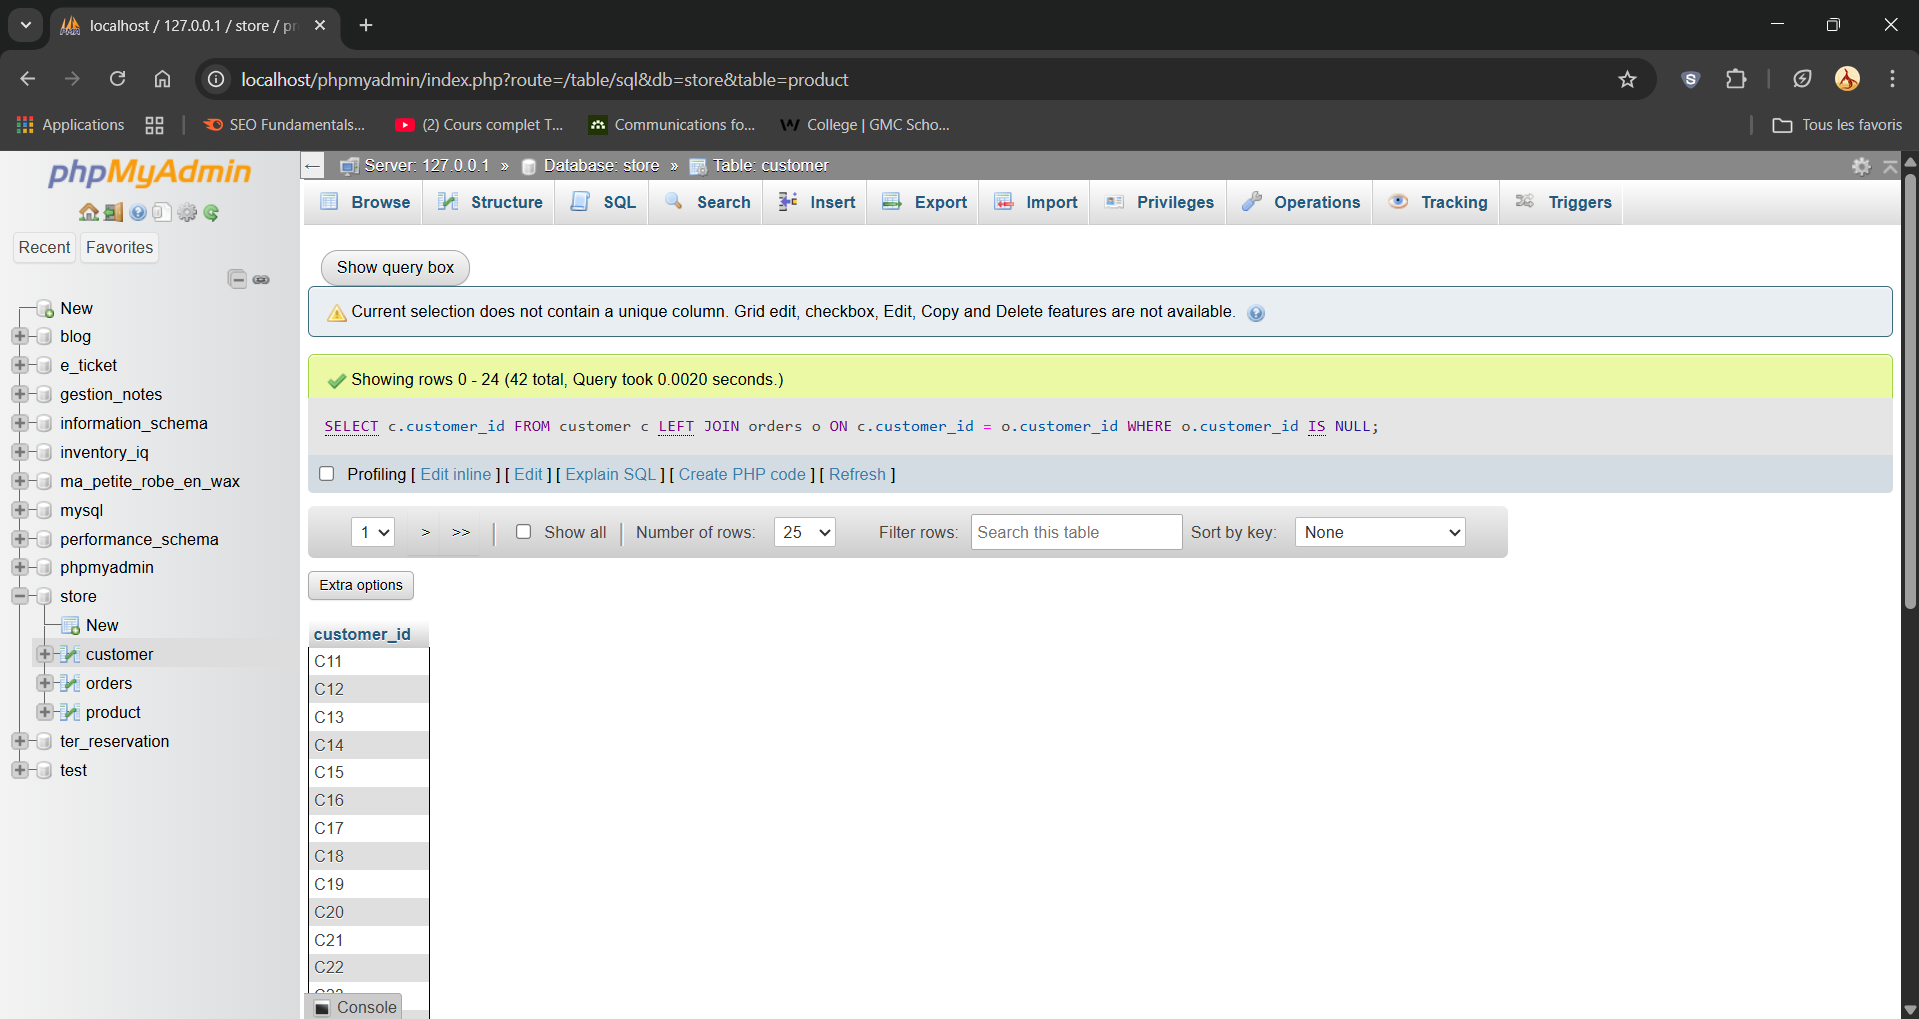 localhost / 127.0.0.1 / store / pr
localhost/phpmyadmin/index.php?route=/table/sql&db=store&table=product
Applications
SEO Fundamentals...
(2) Cours complet T...
Communications fo...
College | GMC Scho...
Tous les favoris
phpMyAdmin
Recent
Favorites
New
blog
e_ticket
gestion_notes
information_schema
inventory_iq
ma_petite_robe_en_wax
mysql
performance_schema
phpmyadmin
store
New
customer
orders
product
ter_reservation
test
Server: 127.0.0.1 » Database: store » Table: customer
Browse Structure SQL Search Insert Export Import Privileges Operations Tracking Triggers
Show query box
Current selection does not contain a unique column. Grid edit, checkbox, Edit, Copy and Delete features are not available.
Showing rows 0 - 24 (42 total, Query took 0.0020 seconds.)
SELECT c.customer_id FROM customer c LEFT JOIN orders o ON c.customer_id = o.customer_id WHERE o.customer_id IS NULL;
Profiling [ Edit inline ] [ Edit ] [ Explain SQL ] [ Create PHP code ] [ Refresh ]
1 > >> | Show all | Number of rows: 25 Filter rows: Search this table Sort by key: None
Extra options
customer_id
C11
C12
C13
C14
C15
C16
C17
C18
C19
C20
C21
C22
Console